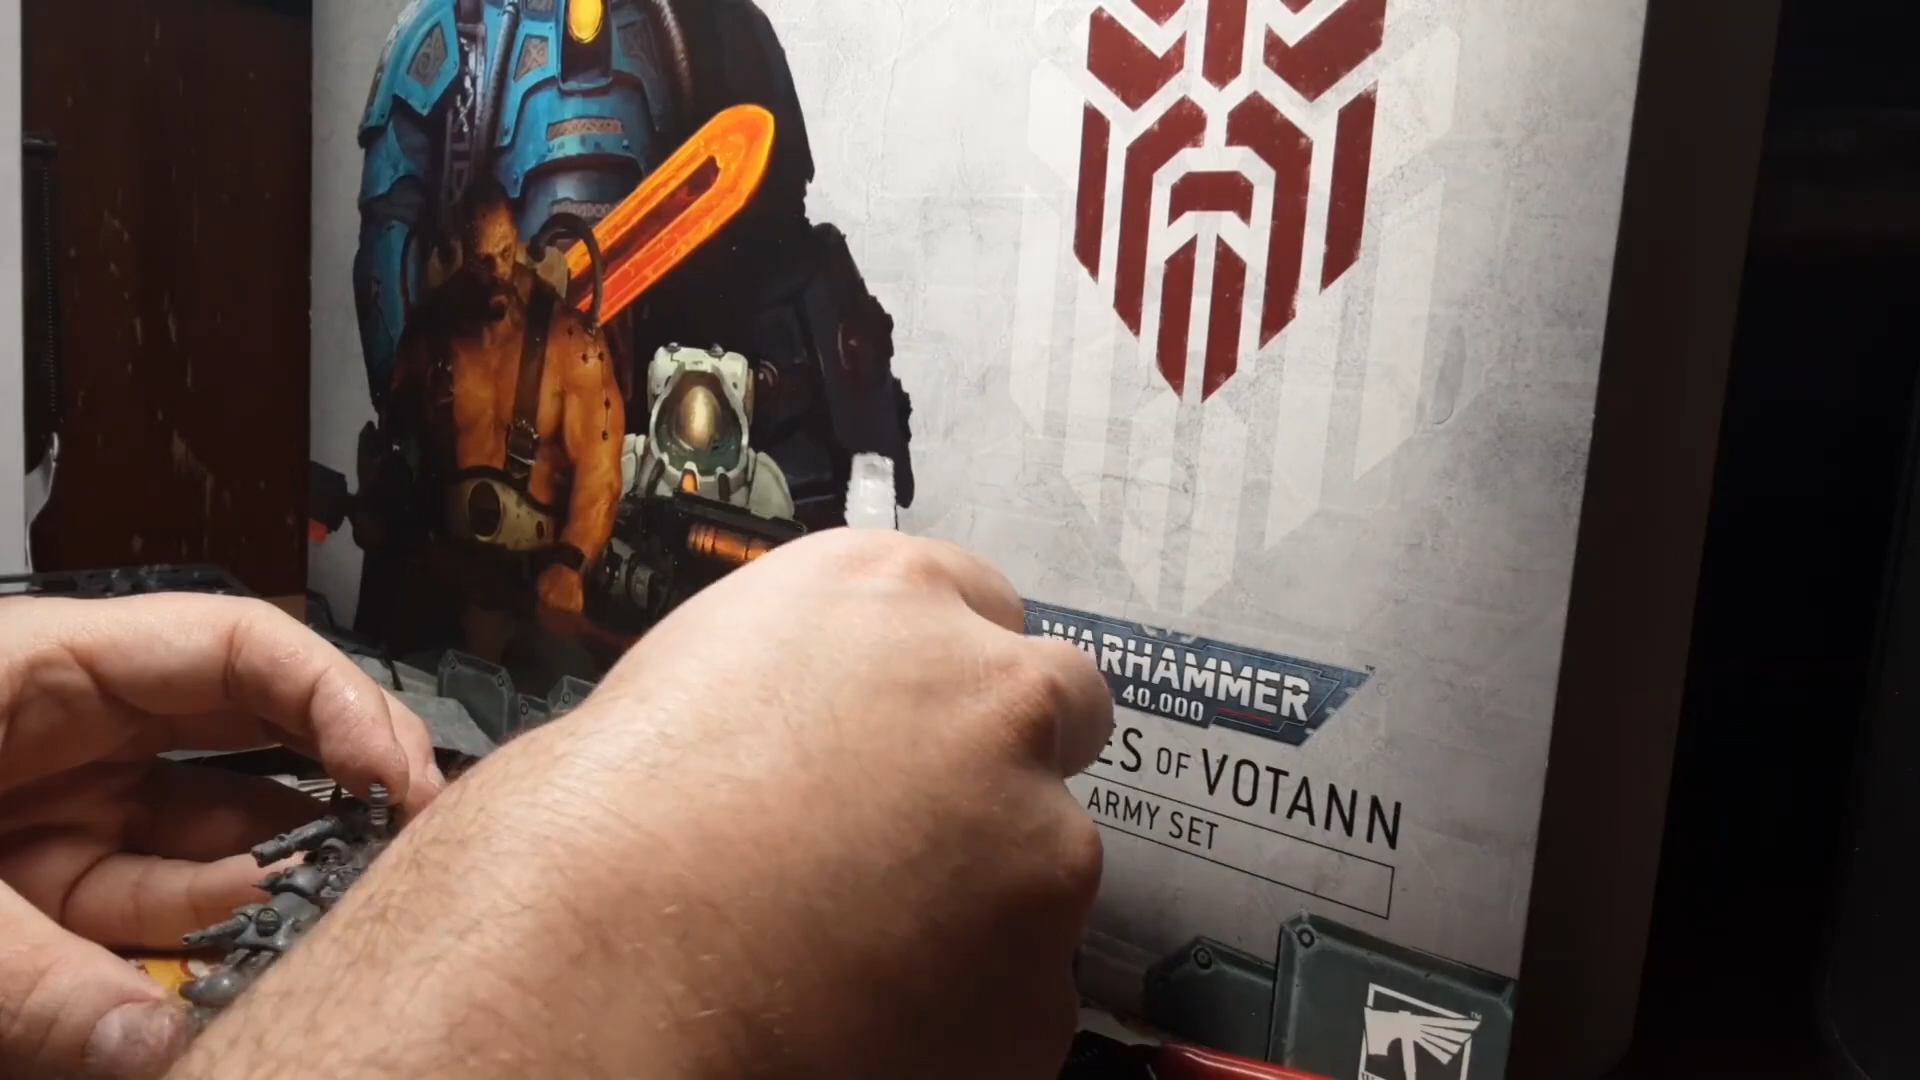 WARHAMMER
40,000
ES OF VOTANN
ARMY SET